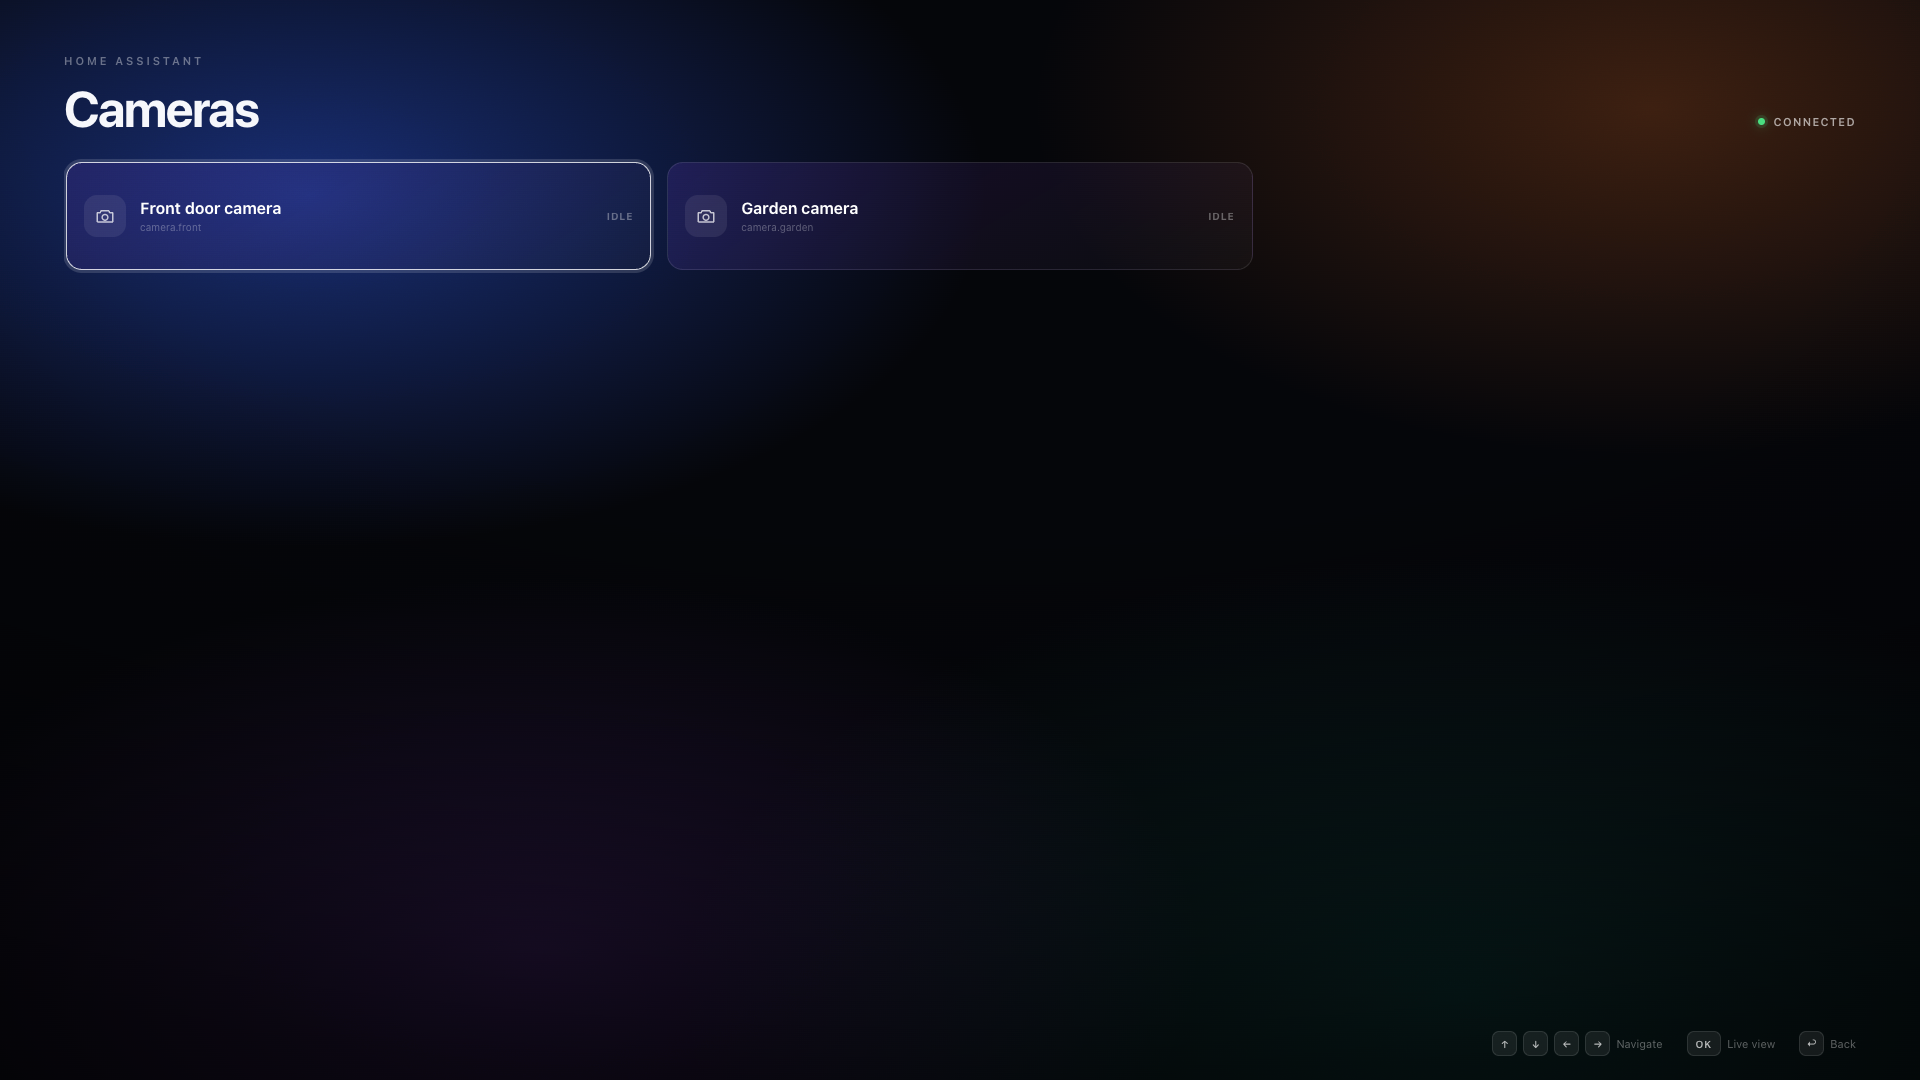 HOME ASSISTANT
Cameras
CONNECTED
Front door camera
camera.front
IDLE
Garden camera
camera.garden
IDLE
↑ ↓ ← → Navigate OK Live view ↩ Back